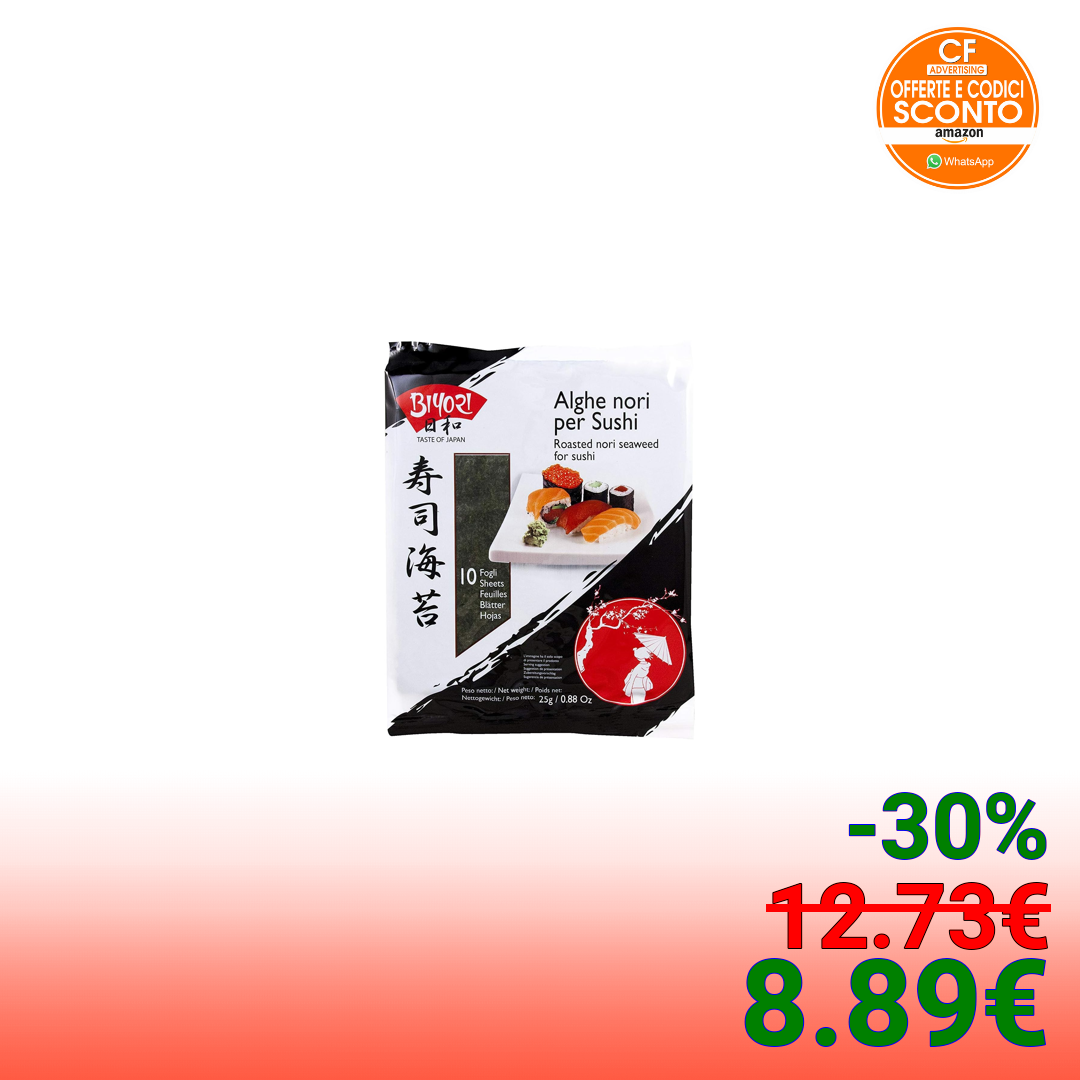 CF
ADVERTISING
OFFERTE E CODICI
SCONTO
amazon
WhatsApp
BIYORI
日和
TASTE OF JAPAN
Alghe nori
per Sushi
Roasted nori seaweed
for sushi
寿司海苔
10 Fogli
Sheets
Feuilles
Blätter
Hojas
Peso netto: / Net weight: / Poids net:
Nettogewicht: / Peso neto: 25g / 0.88 Oz
-30%
12.73€
8.89€